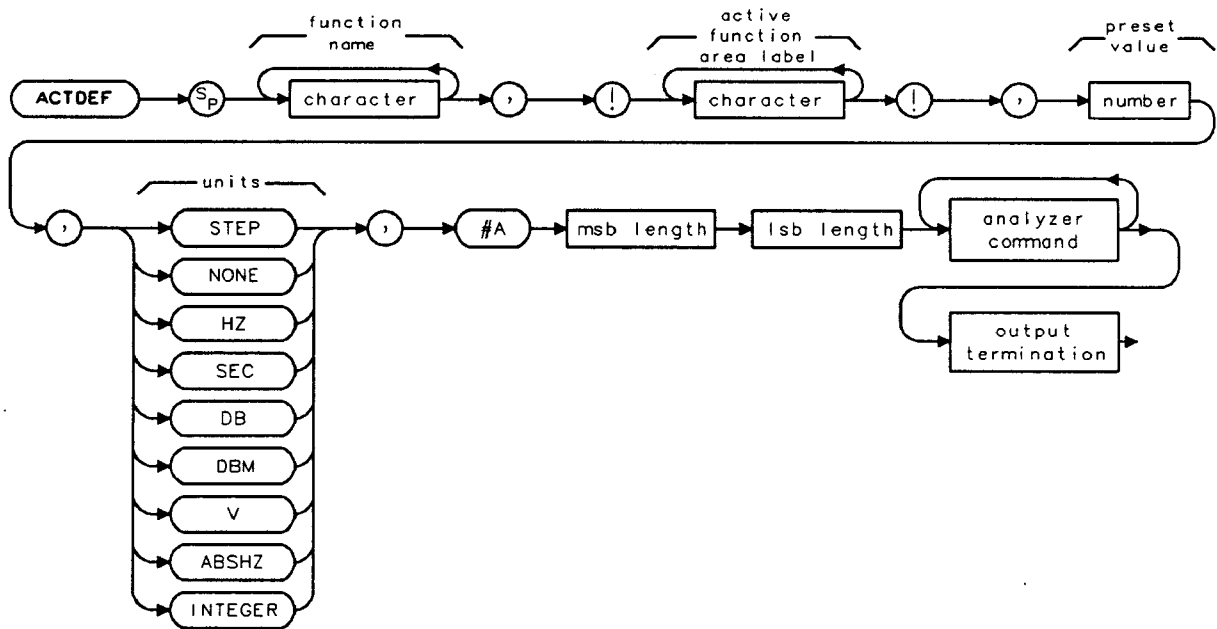 function
name
active
function
area label
preset
value
ACTDEF
SP
character
,
!
character
!
,
number
units
,
STEP
NONE
HZ
SEC
DB
DBM
V
ABSHZ
INTEGER
,
#A
msb length
lsb length
analyzer
command
output
termination